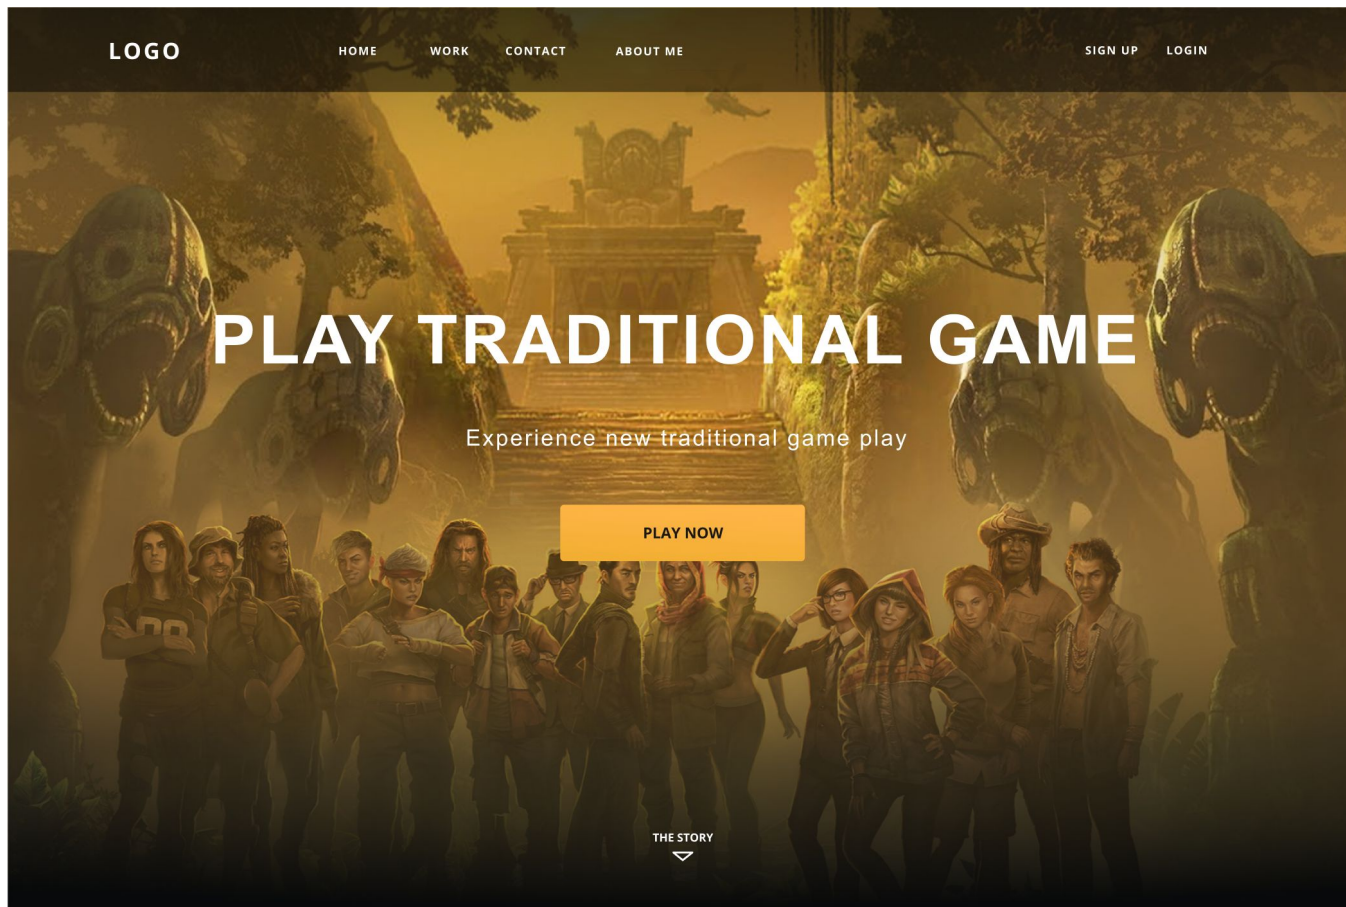 LOGO
HOME WORK CONTACT ABOUT ME SIGN UP LOGIN
PLAY TRADITIONAL GAME
Experience new traditional game play
PLAY NOW
THE STORY